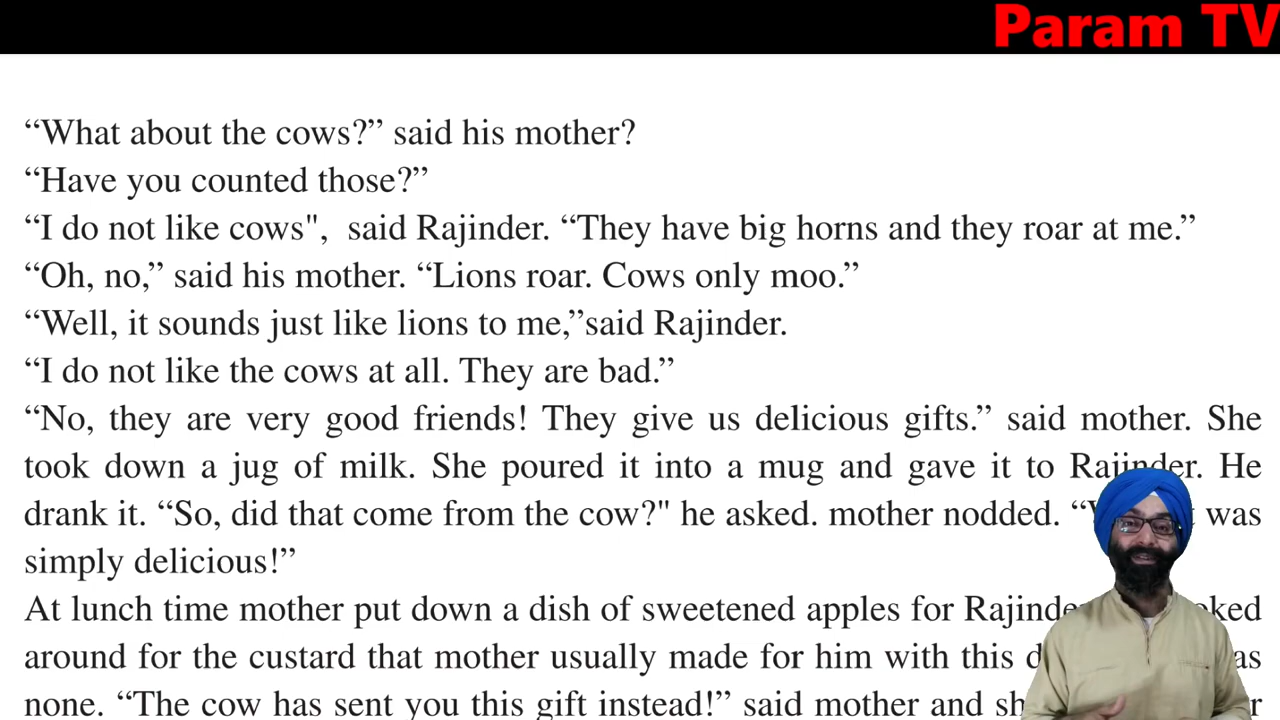 Param TV
“What about the cows?” said his mother?
“Have you counted those?”
“I do not like cows", said Rajinder. “They have big horns and they roar at me.”
“Oh, no,” said his mother. “Lions roar. Cows only moo.”
“Well, it sounds just like lions to me,”said Rajinder.
“I do not like the cows at all. They are bad.”
“No, they are very good friends! They give us delicious gifts.” said mother. She
took down a jug of milk. She poured it into a mug and gave it to Rajinder. He
drank it. “So, did that come from the cow?" he asked. mother nodded. was
simply delicious!”
At lunch time mother put down a dish of sweetened apples for
around for the custard that mother usually made for him with this
none. “The cow has sent you this gift instead!” said mother and